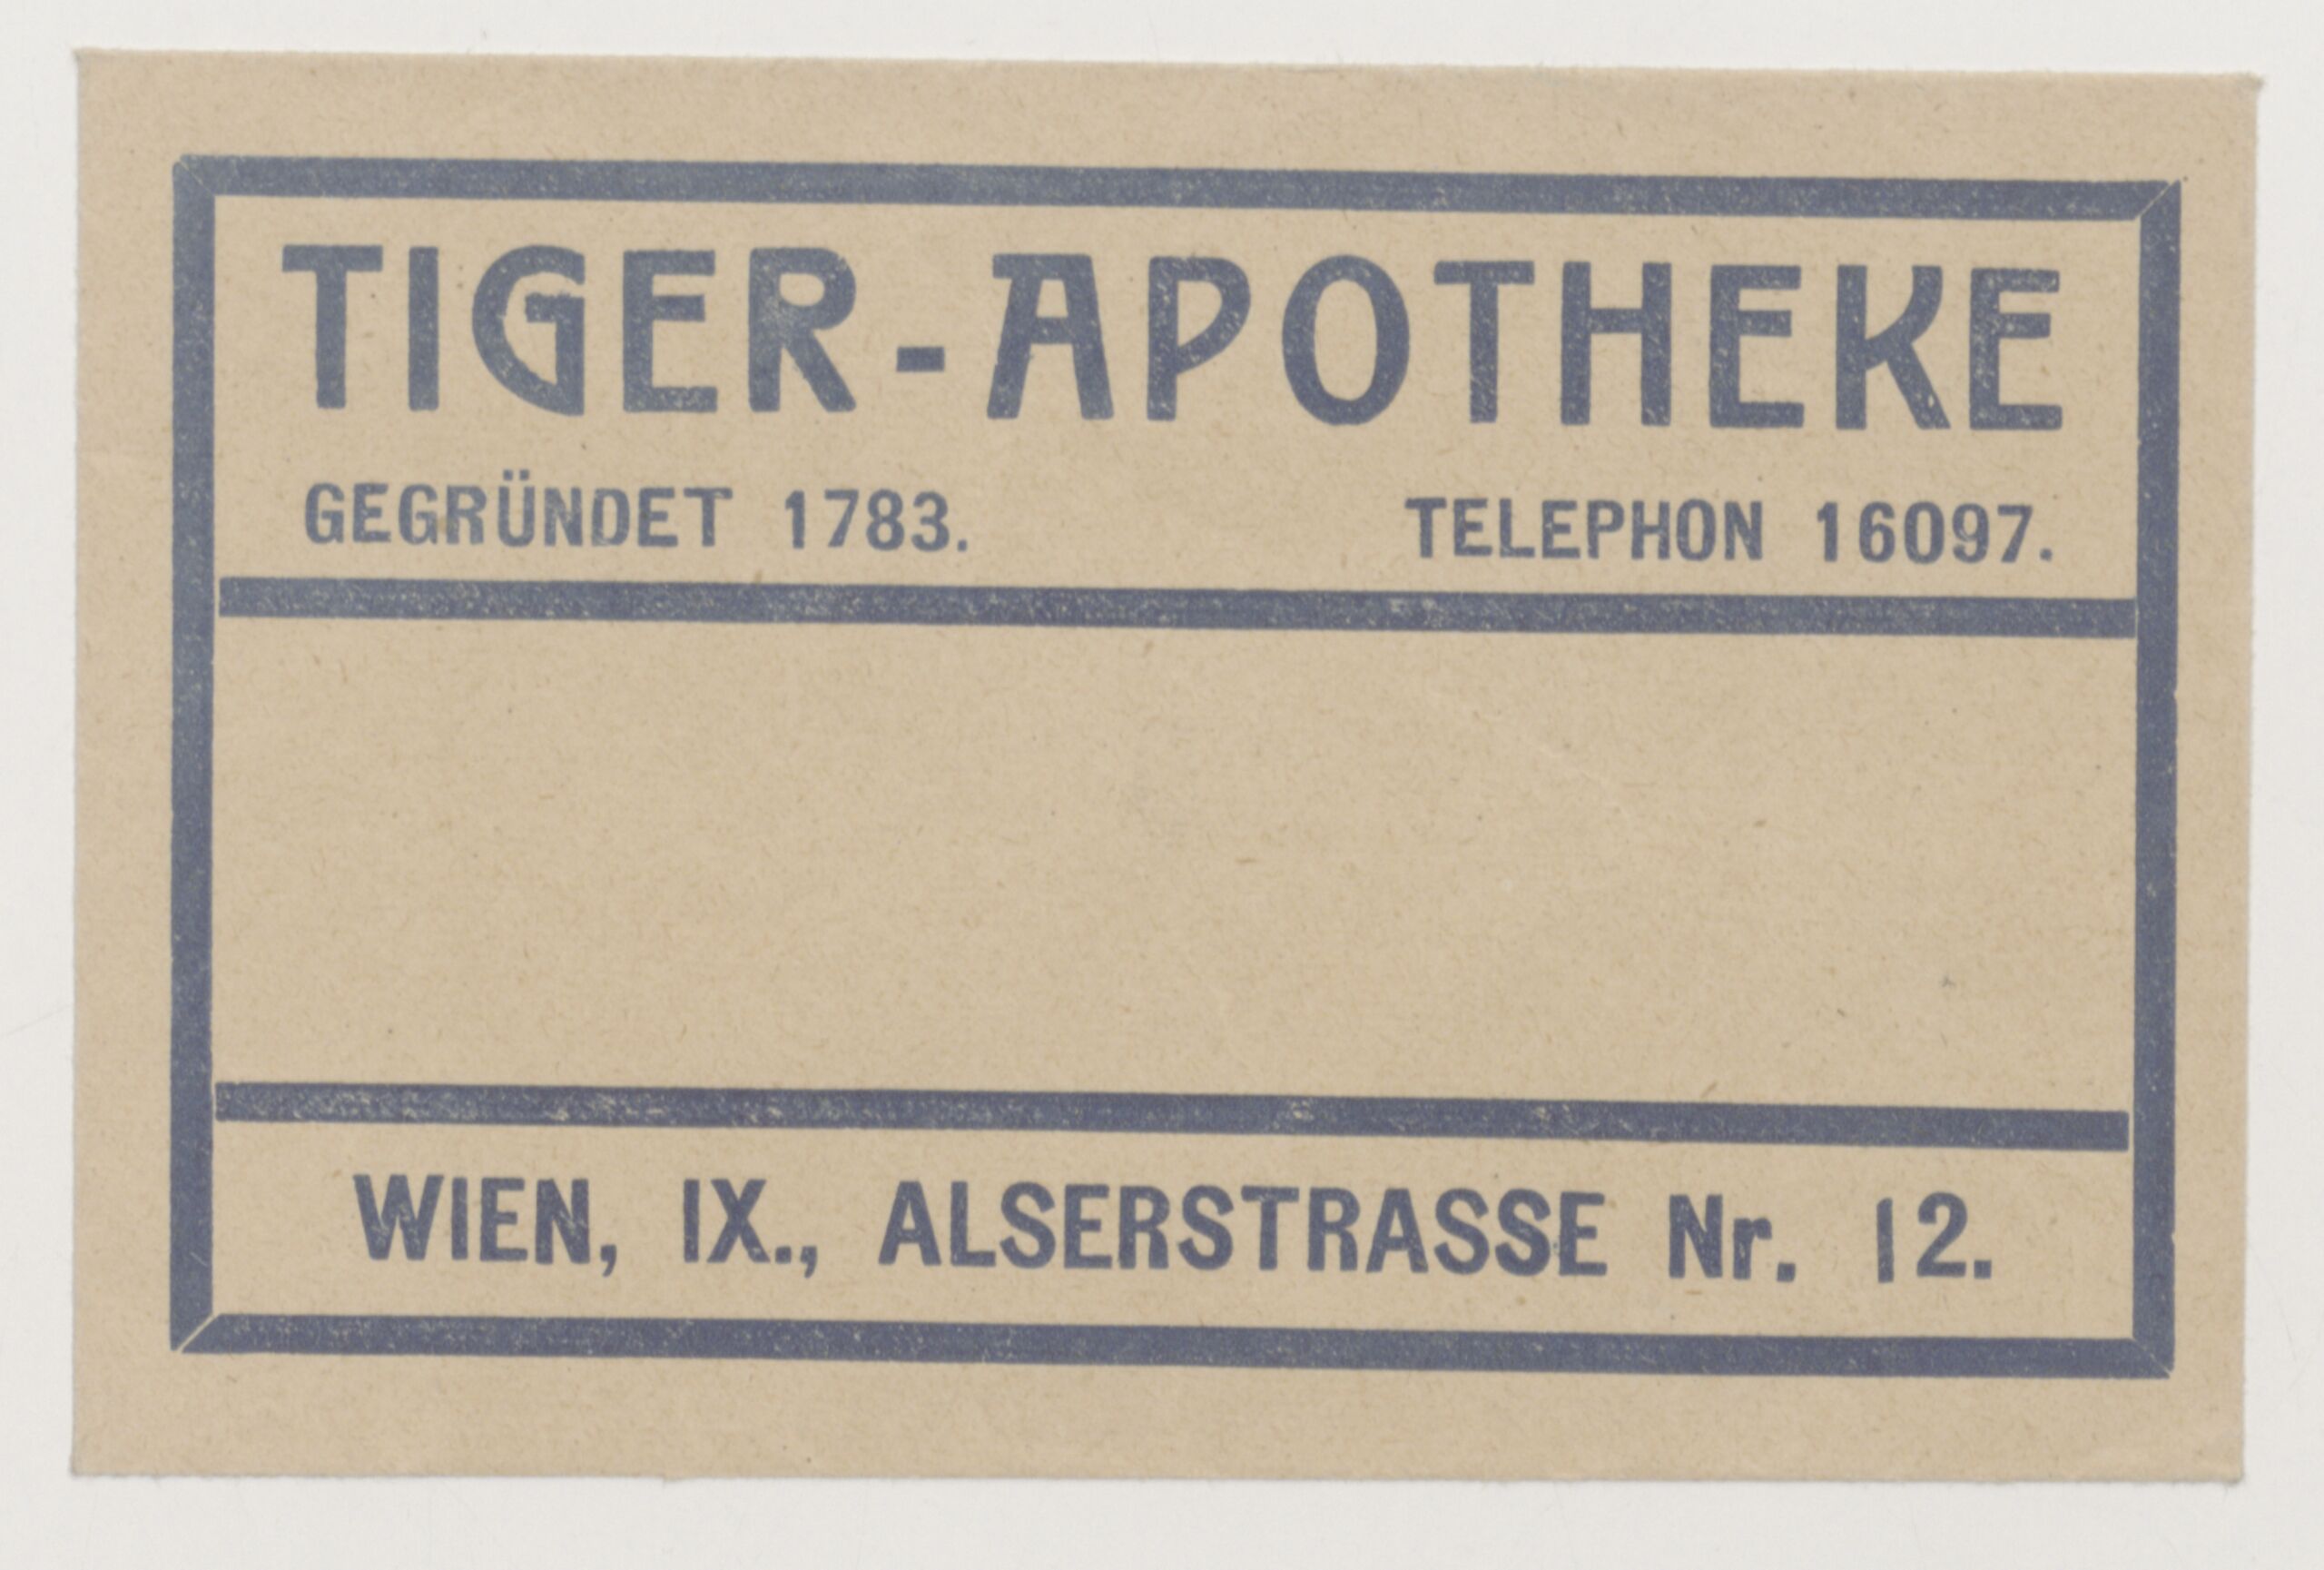 TIGER-APOTHEKE
GEGRÜNDET 1783. TELEPHON 16097.
WIEN, IX., ALSERSTRASSE Nr. 12.